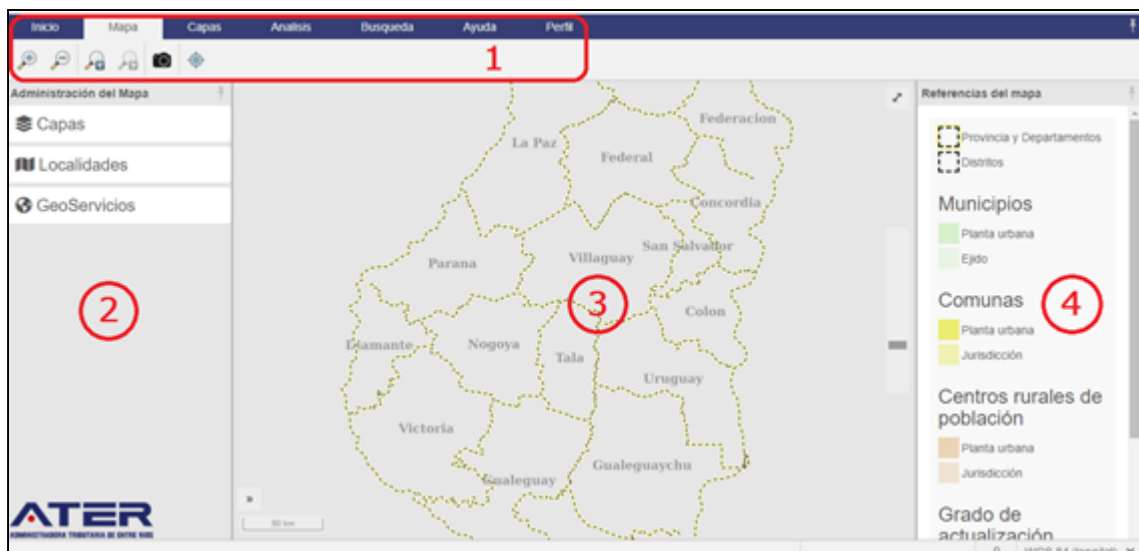 Inicio Mapa Capas Analisis Busqueda Ayuda Perfil
1
Administración del Mapa
Capas
Localidades
GeoServicios
2
ATER
ADMINISTRADORA TRIBUTARIA DE ENTRE RIOS
Federacion
La Paz
Federal
Concordia
San Salvador
Villaguay
Parana
3
Colon
Diamante
Nogoya
Tala
Uruguay
Victoria
Gualeguaychu
Gualeguay
»
50 km
Referencias del mapa
Provincia y Departamentos
Distritos
Municipios
Planta urbana
Ejido
Comunas
4
Planta urbana
Jurisdicción
Centros rurales de
población
Planta urbana
Jurisdicción
Grado de
actualización